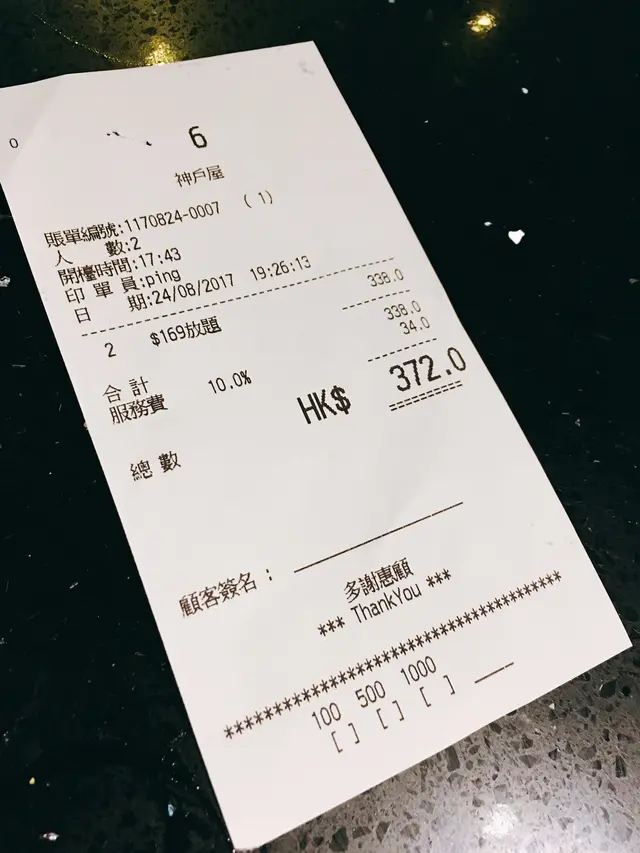 0
6
神戶屋
賬單編號:1170824-0007 (1)
人 數:2
開檯時間:17:43
印單員:ping
日 期:24/08/2017 19:26:13
2 $169放題 338.0
合計 338.0
服務費 10.0% 34.0
總數 HK$ 372.0
顧客簽名:
多謝惠顧
*** ThankYou ***
****************************************
100 500 1000
[ ] [ ] [ ]